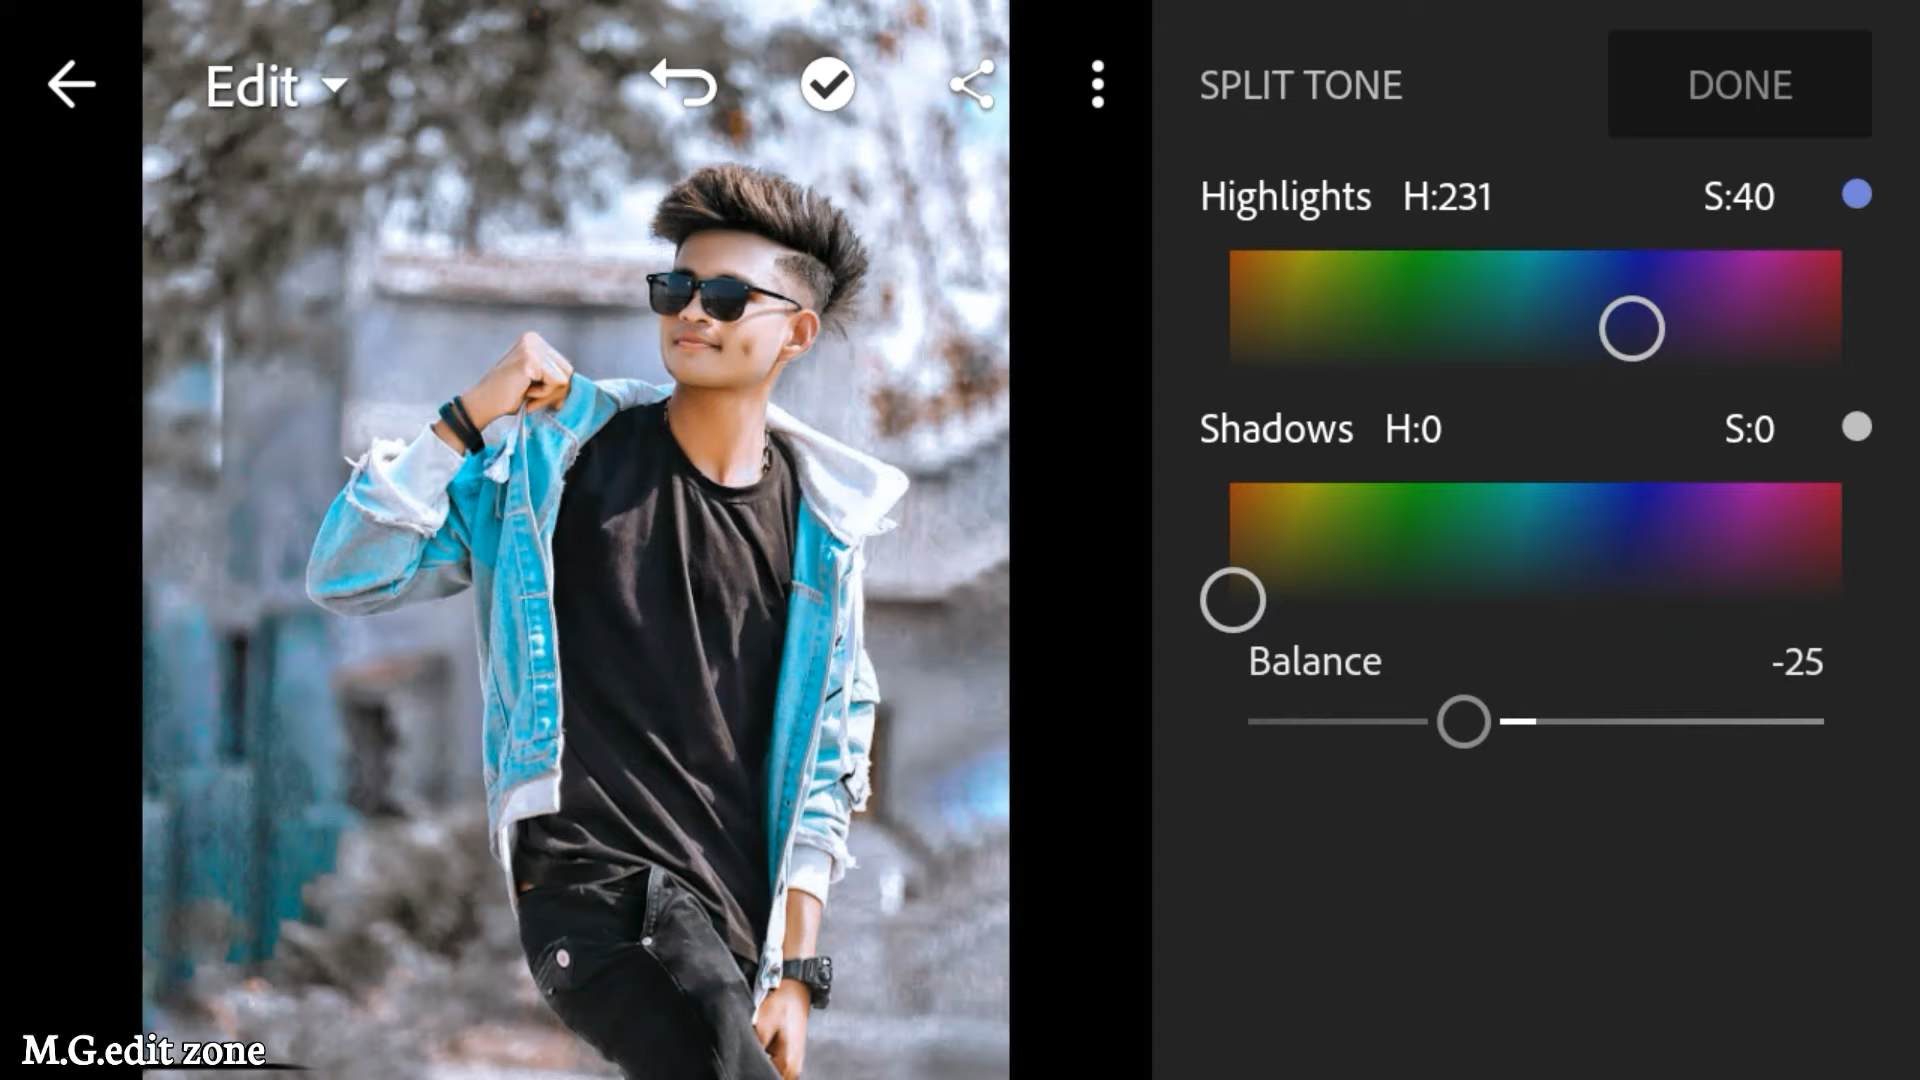 Edit
SPLIT TONE
DONE
Highlights H:231 S:40
Shadows H:0 S:0
Balance -25
M.G.edit zone